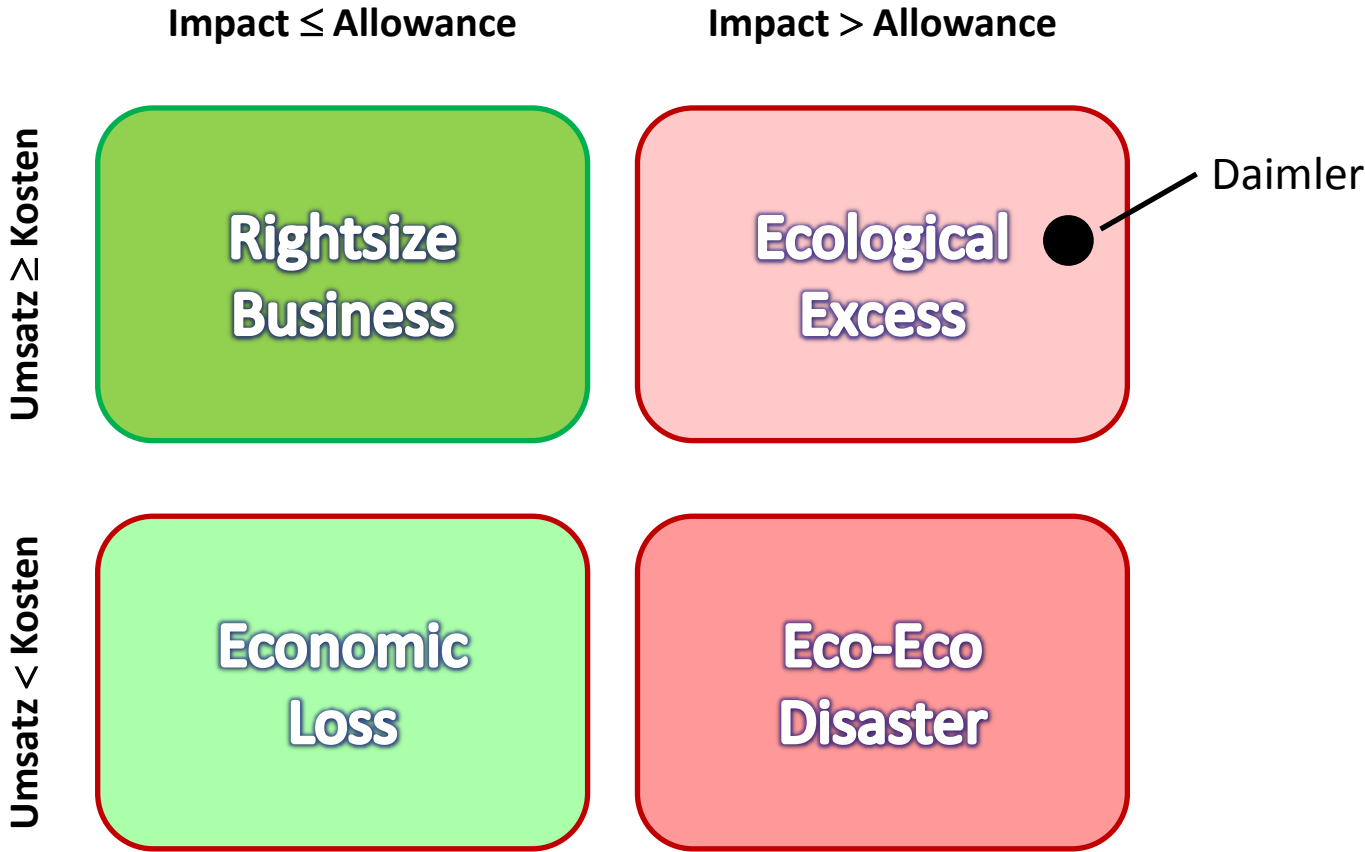 Impact ≤ Allowance
Impact > Allowance
Umsatz ≥ Kosten
Rightsize
Business
Ecological
Excess
Daimler
Umsatz < Kosten
Economic
Loss
Eco-Eco
Disaster